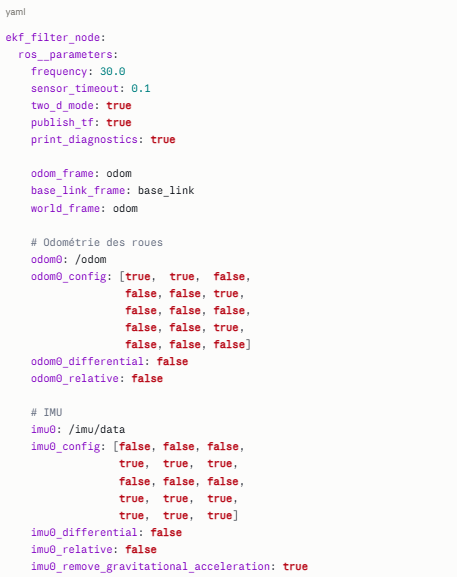 yaml
ekf_filter_node:
  ros__parameters:
    frequency: 30.0
    sensor_timeout: 0.1
    two_d_mode: true
    publish_tf: true
    print_diagnostics: true

    odom_frame: odom
    base_link_frame: base_link
    world_frame: odom

    # Odométrie des roues
    odom0: /odom
    odom0_config: [true,  true,  false,
                   false, false, true,
                   false, false, false,
                   false, false, true,
                   false, false, false]
    odom0_differential: false
    odom0_relative: false

    # IMU
    imu0: /imu/data
    imu0_config: [false, false, false,
                  true,  true,  true,
                  false, false, false,
                  true,  true,  true,
                  true,  true,  true]
    imu0_differential: false
    imu0_relative: false
    imu0_remove_gravitational_acceleration: true